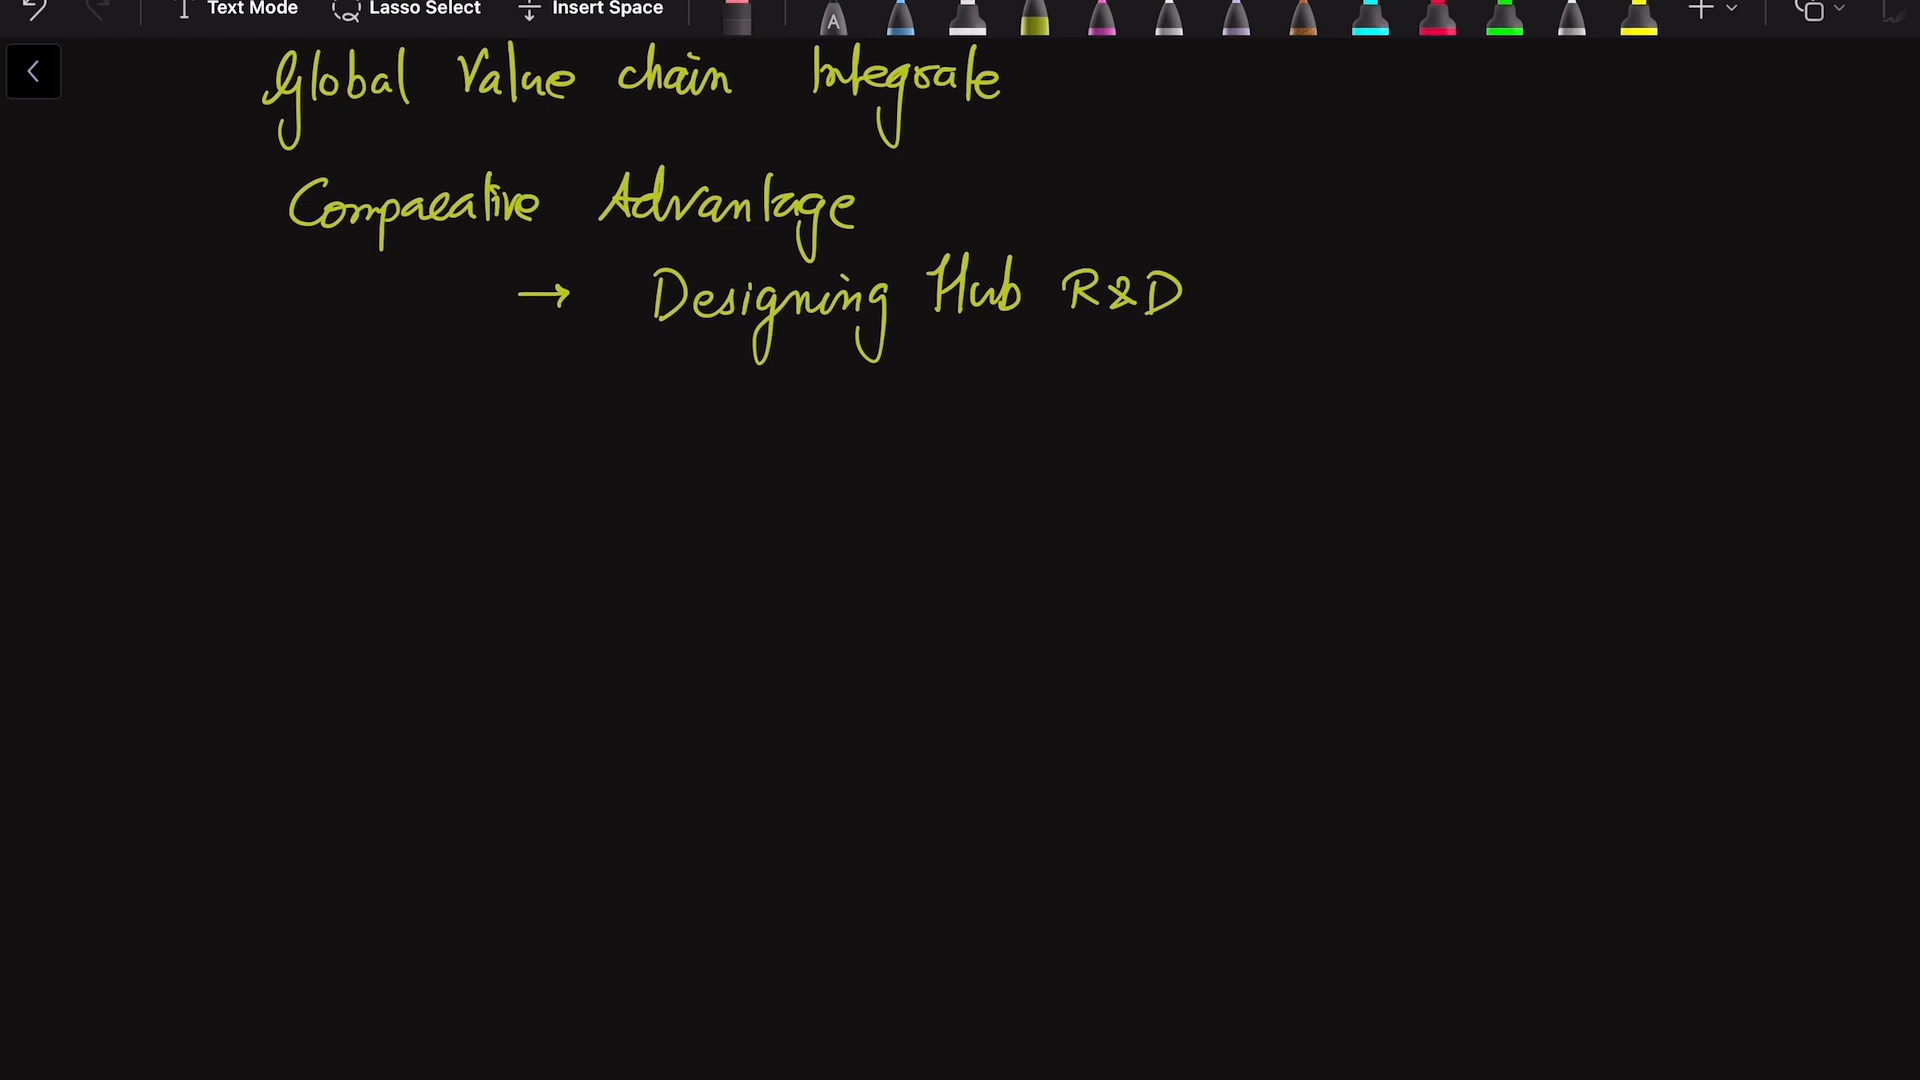 Text Mode Lasso Select Insert Space
A
Global Value chain Integrate
Comparative Advantage
→ Designing Hub R&D